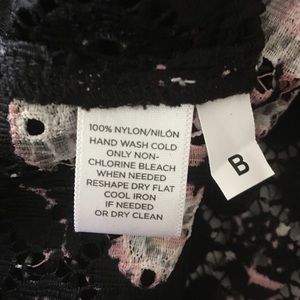 100% NYLON/NILÓN
HAND WASH COLD
ONLY NON-
CHLORINE BLEACH
WHEN NEEDED
RESHAPE DRY FLAT
COOL IRON
IF NEEDED
OR DRY CLEAN
B